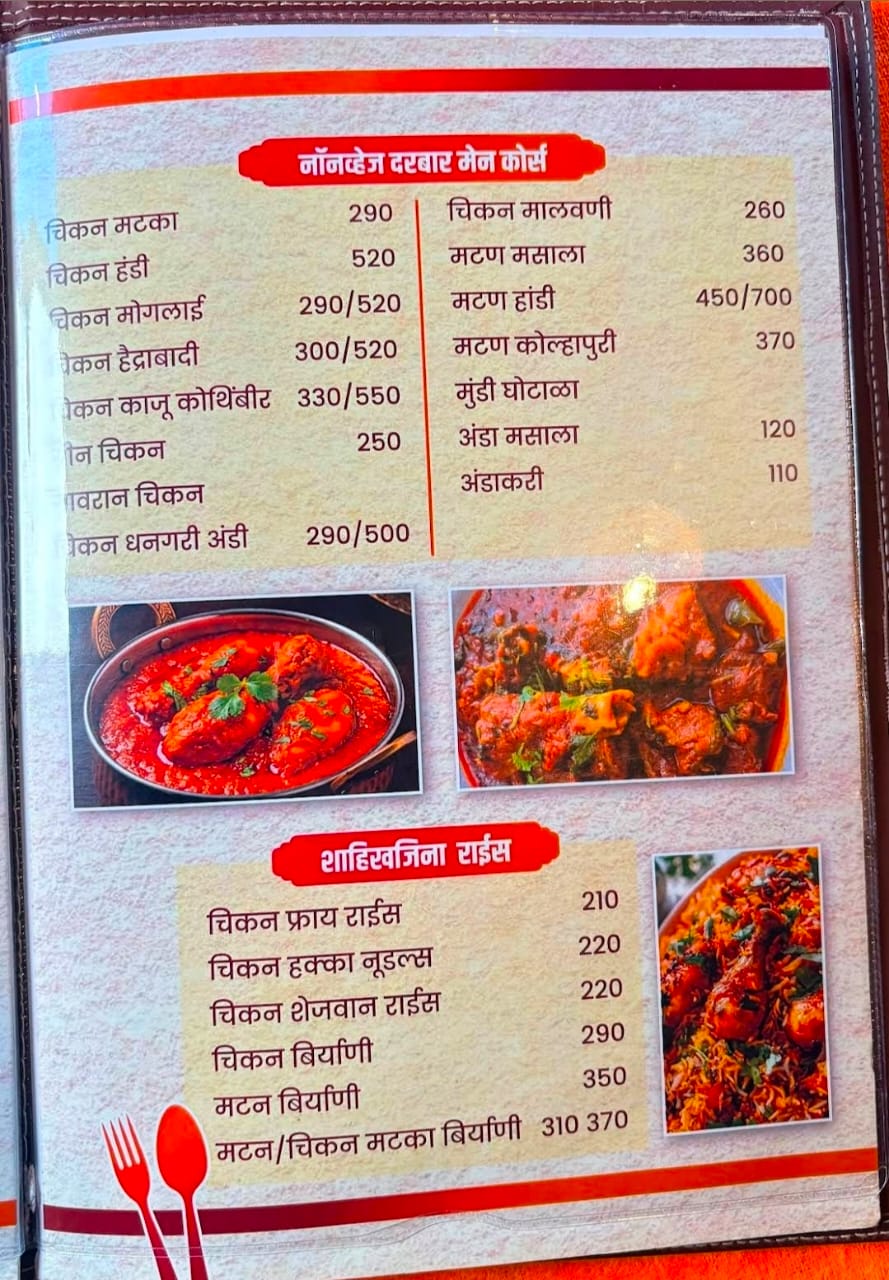 नॉनव्हेज दरबार मेन कोर्स
चिकन मटका 290
चिकन हंडी 520
चिकन मोगलाई 290/520
चिकन हैद्राबादी 300/520
चिकन काजू कोथिंबीर 330/550
चिकन 250
चिकन
चिकन धनगरी अंडी 290/500
चिकन मालवणी 260
मटण मसाला 360
मटण हांडी 450/700
मटण कोल्हापुरी 370
मुंडी घोटाळा
अंडा मसाला 120
अंडाकरी 110
शाहिखजिना राईस
चिकन फ्राय राईस 210
चिकन हक्का नूडल्स 220
चिकन शेजवान राईस 220
चिकन बिर्याणी 290
मटन बिर्याणी 350
मटन/चिकन मटका बिर्याणी 310 370